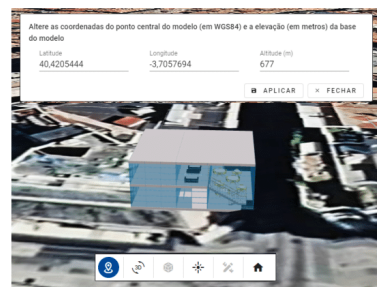 Altere as coordenadas do ponto central do modelo (em WGS84) e a elevação (em metros) da base
do modelo
Latitude Longitude Altitude (m)
40,4205444 -3,7057694 677
APLICAR × FECHAR
3D